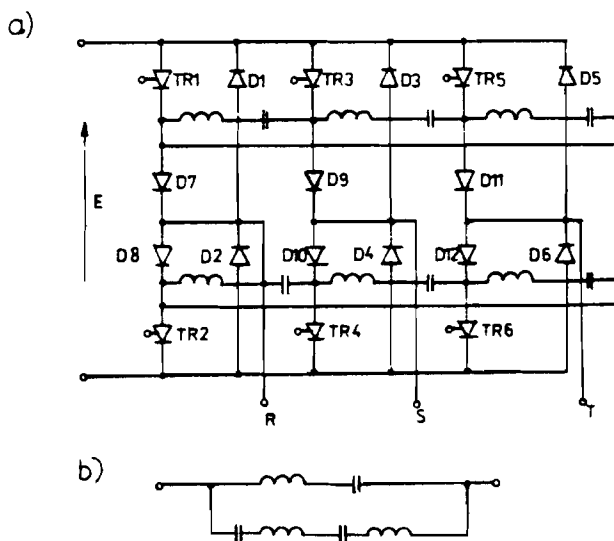 a)
TR1 D1 TR3 D3 TR5 D5
D7 D9 D11
E
D8 D2 D10 D4 D12 D6
TR2 TR4 TR6
R S T
b)